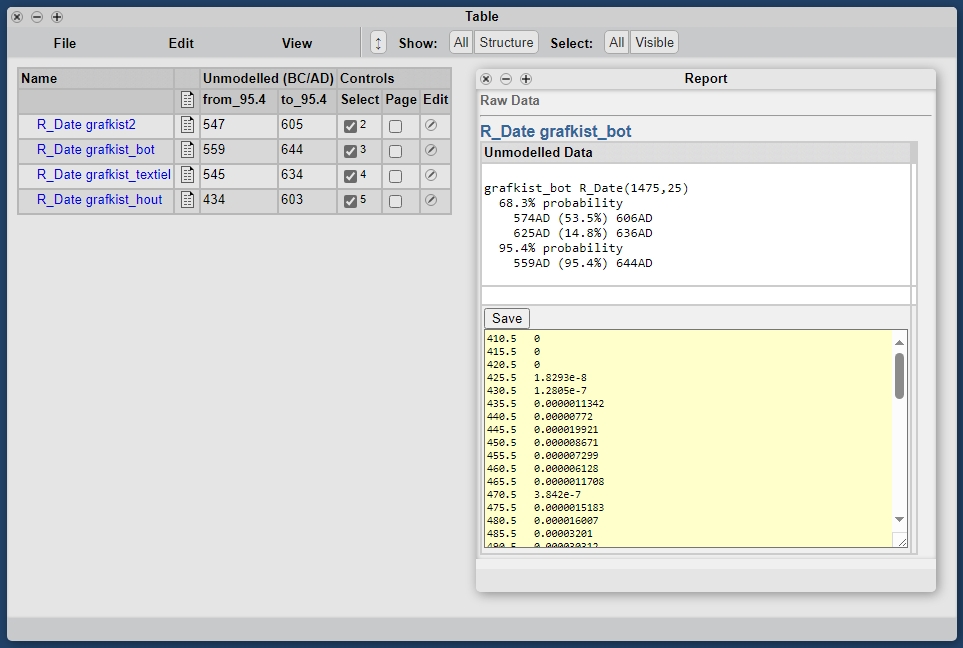 Table
File Edit View Show: All Structure Select: All Visible
Name Unmodelled (BC/AD) Controls
from_95.4 to_95.4 Select Page Edit
R_Date grafkist2 547 605 2
R_Date grafkist_bot 559 644 3
R_Date grafkist_textiel 545 634 4
R_Date grafkist_hout 434 603 5
Report
Raw Data
R_Date grafkist_bot
Unmodelled Data
grafkist_bot R_Date(1475,25)
68.3% probability
574AD (53.5%) 606AD
625AD (14.8%) 636AD
95.4% probability
559AD (95.4%) 644AD
Save
410.5 0
415.5 0
420.5 0
425.5 1.8293e-8
430.5 1.2805e-7
435.5 0.0000011342
440.5 0.00000772
445.5 0.000019921
450.5 0.000008671
455.5 0.000007299
460.5 0.000006128
465.5 0.0000011708
470.5 3.842e-7
475.5 0.0000015183
480.5 0.000016007
485.5 0.00003201
490.5 0.000030312